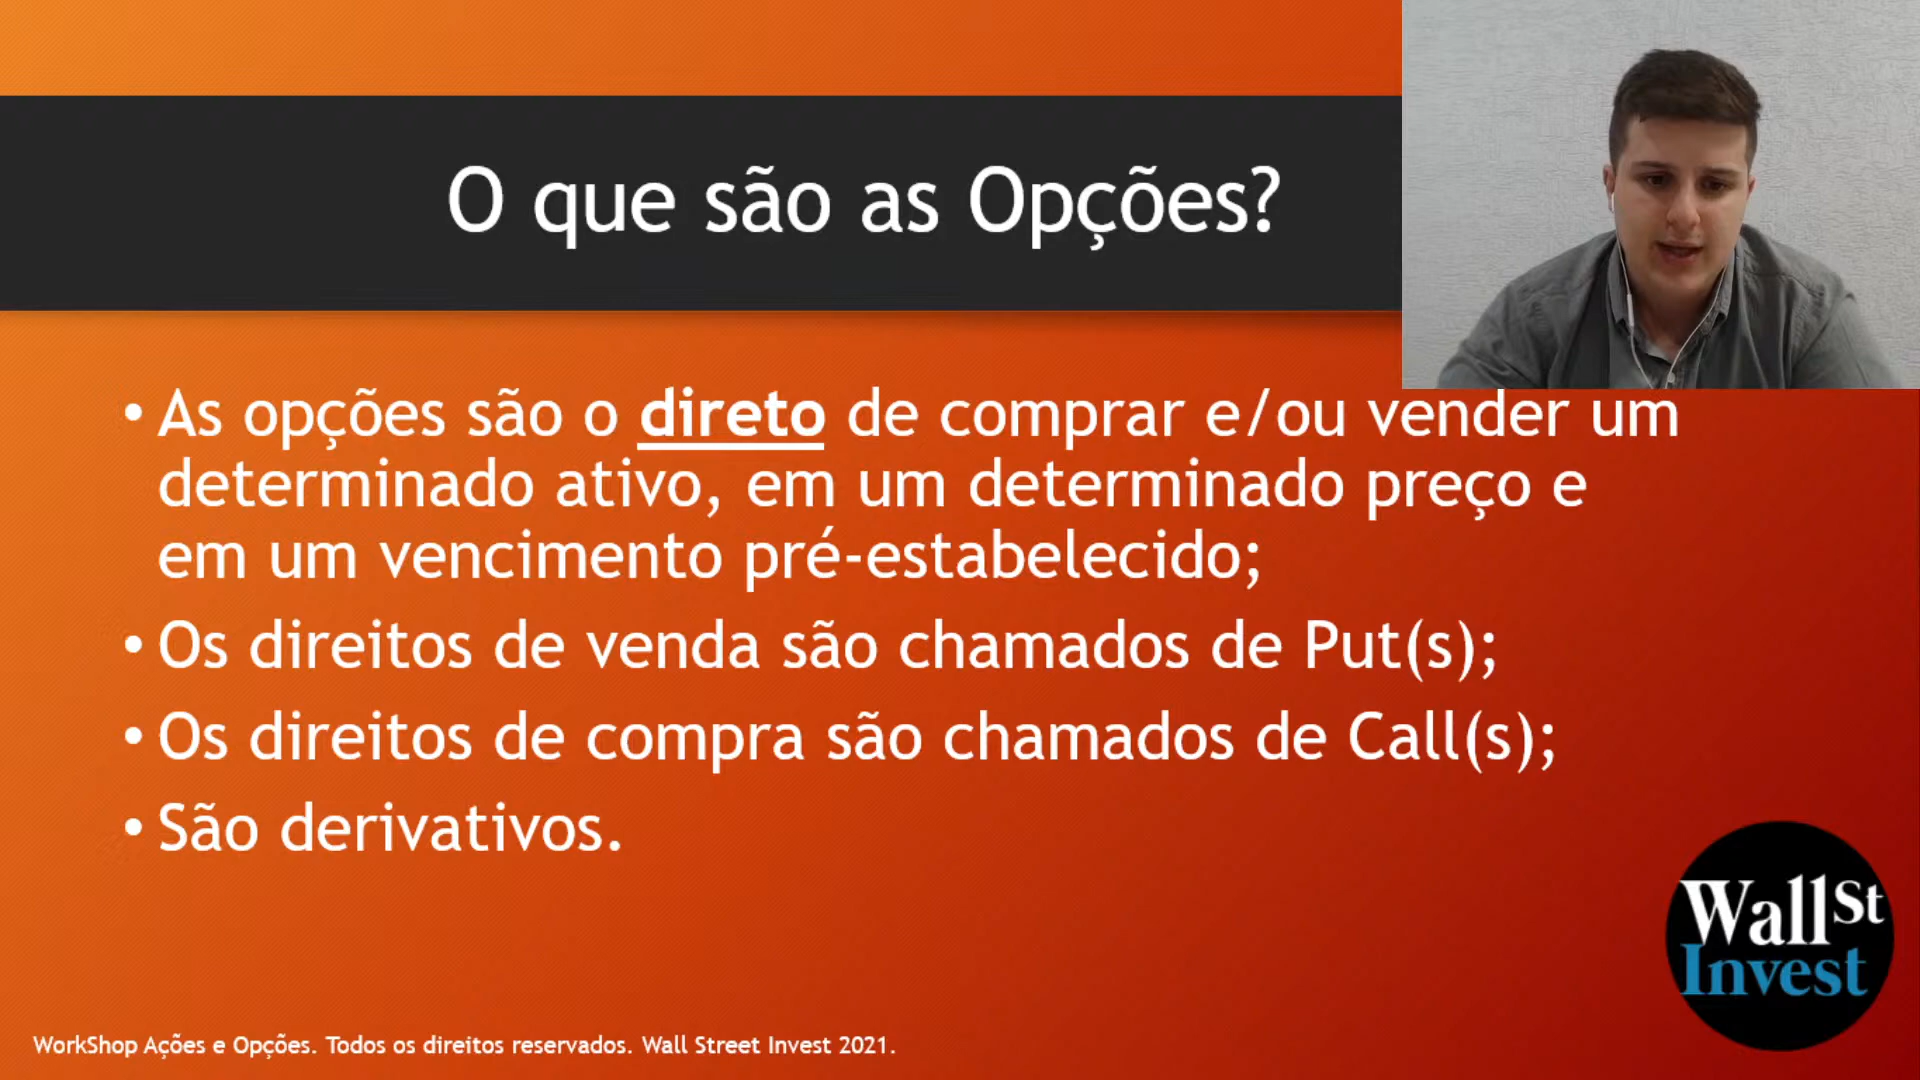 O que são as Opções?
• As opções são o direto de comprar e/ou vender um
determinado ativo, em um determinado preço e
em um vencimento pré-estabelecido;
• Os direitos de venda são chamados de Put(s);
• Os direitos de compra são chamados de Call(s);
• São derivativos.
WallSt
Invest
WorkShop Ações e Opções. Todos os direitos reservados. Wall Street Invest 2021.